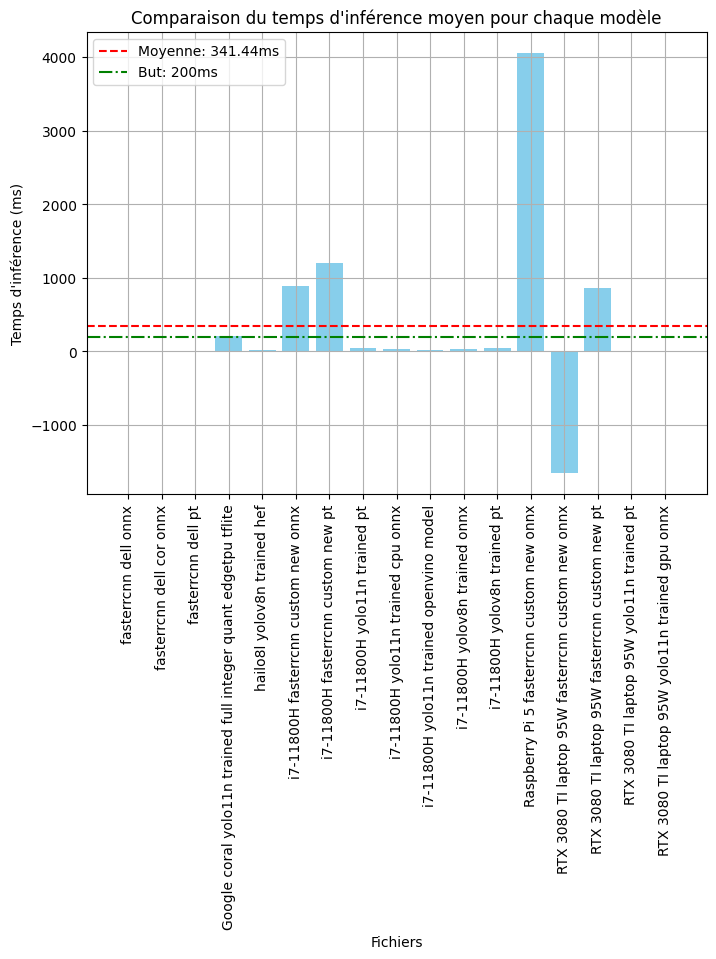 Comparaison du temps d'inférence moyen pour chaque modèle
Moyenne: 341.44ms
But: 200ms
Temps d'inférence (ms)
4000
3000
2000
1000
0
−1000
fasterrcnn dell onnx
fasterrcnn dell cor onnx
fasterrcnn dell pt
Google coral yolo11n trained full integer quant edgetpu tflite
hailo8l yolov8n trained hef
i7-11800H fasterrcnn custom new onnx
i7-11800H fasterrcnn custom new pt
i7-11800H yolo11n trained pt
i7-11800H yolo11n trained cpu onnx
i7-11800H yolo11n trained openvino model
i7-11800H yolov8n trained onnx
i7-11800H yolov8n trained pt
Raspberry Pi 5 fasterrcnn custom new onnx
RTX 3080 TI laptop 95W fasterrcnn custom new onnx
RTX 3080 TI laptop 95W fasterrcnn custom new pt
RTX 3080 TI laptop 95W yolo11n trained pt
RTX 3080 TI laptop 95W yolo11n trained gpu onnx
Fichiers